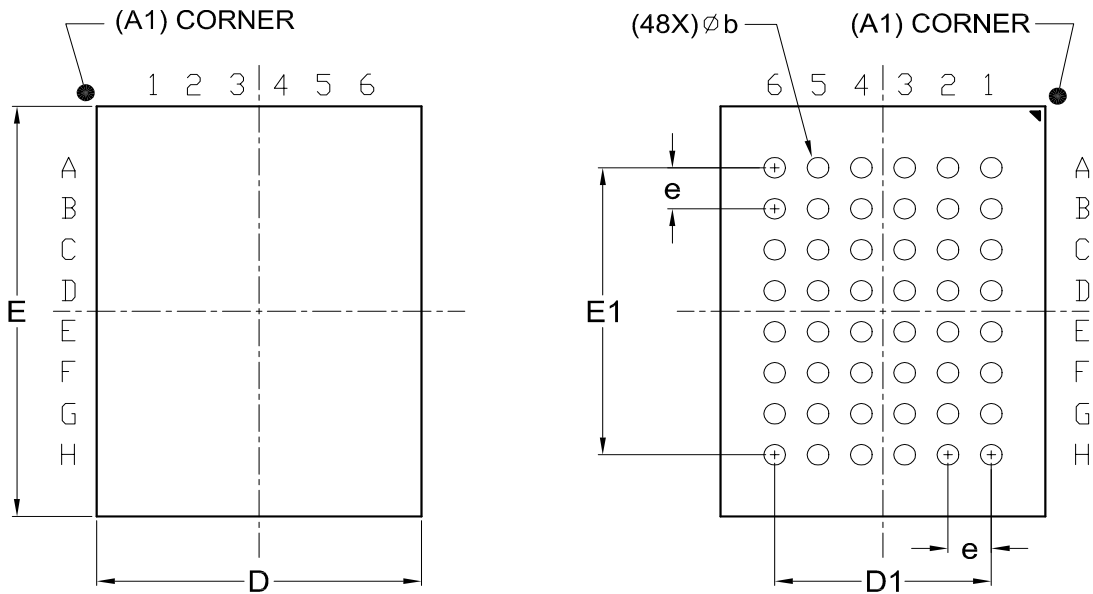 (A1) CORNER
(48X) ∅ b
(A1) CORNER
1 2 3 4 5 6
6 5 4 3 2 1
A
B
C
D
E
F
G
H
E
D
A
B
C
D
E
F
G
H
e
E1
e
D1